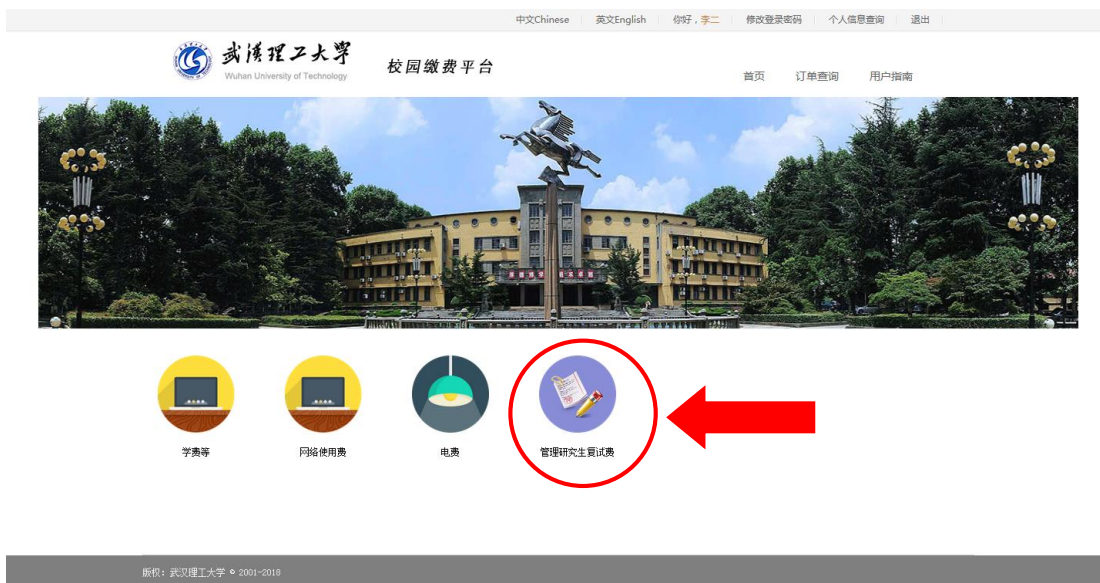 中文Chinese 英文English 你好，李二 修改登录密码 个人信息查询 退出
武汉理工大学 校园缴费平台
Wuhan University of Technology
首页 订单查询 用户指南
学费等 网络使用费 电费 管理研究生复试费
版权：武汉理工大学 © 2001-2018